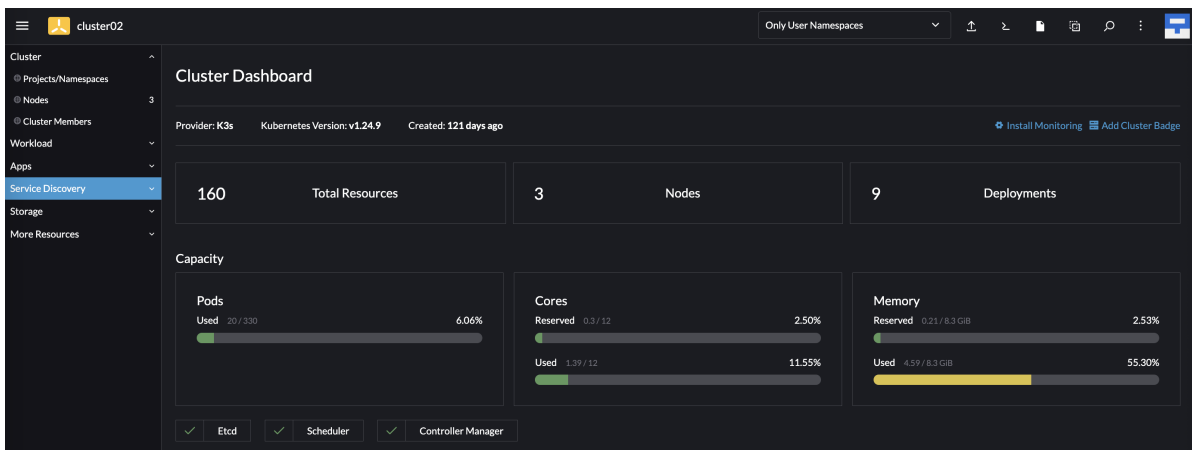 cluster02
Only User Namespaces
Cluster
Projects/Namespaces
Nodes 3
Cluster Members
Workload
Apps
Service Discovery
Storage
More Resources
Cluster Dashboard
Provider: K3s Kubernetes Version: v1.24.9 Created: 121 days ago
Install Monitoring Add Cluster Badge
160 Total Resources
3 Nodes
9 Deployments
Capacity
Pods
Used 20 / 330 6.06%
Cores
Reserved 0.3 / 12 2.50%
Used 1.39 / 12 11.55%
Memory
Reserved 0.21 / 8.3 GiB 2.53%
Used 4.59 / 8.3 GiB 55.30%
Etcd
Scheduler
Controller Manager